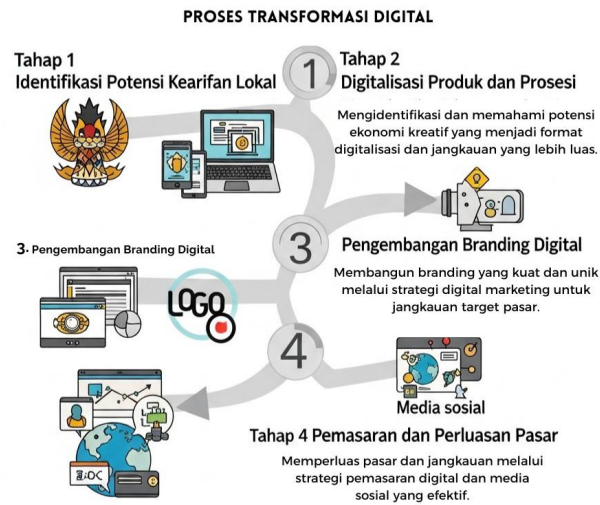 PROSES TRANSFORMASI DIGITAL
Tahap 1
Identifikasi Potensi Kearifan Lokal
1
Tahap 2
Digitalisasi Produk dan Prosesi
Mengidentifikasi dan memahami potensi
ekonomi kreatif yang menjadi format
digitalisasi dan jangkauan yang lebih luas.
3. Pengembangan Branding Digital
LOGO
3
Pengembangan Branding Digital
Membangun branding yang kuat dan unik
melalui strategi digital marketing untuk
jangkauan target pasar.
4
Media sosial
Tahap 4 Pemasaran dan Perluasan Pasar
Memperluas pasar dan jangkauan melalui
strategi pemasaran digital dan media
sosial yang efektif.